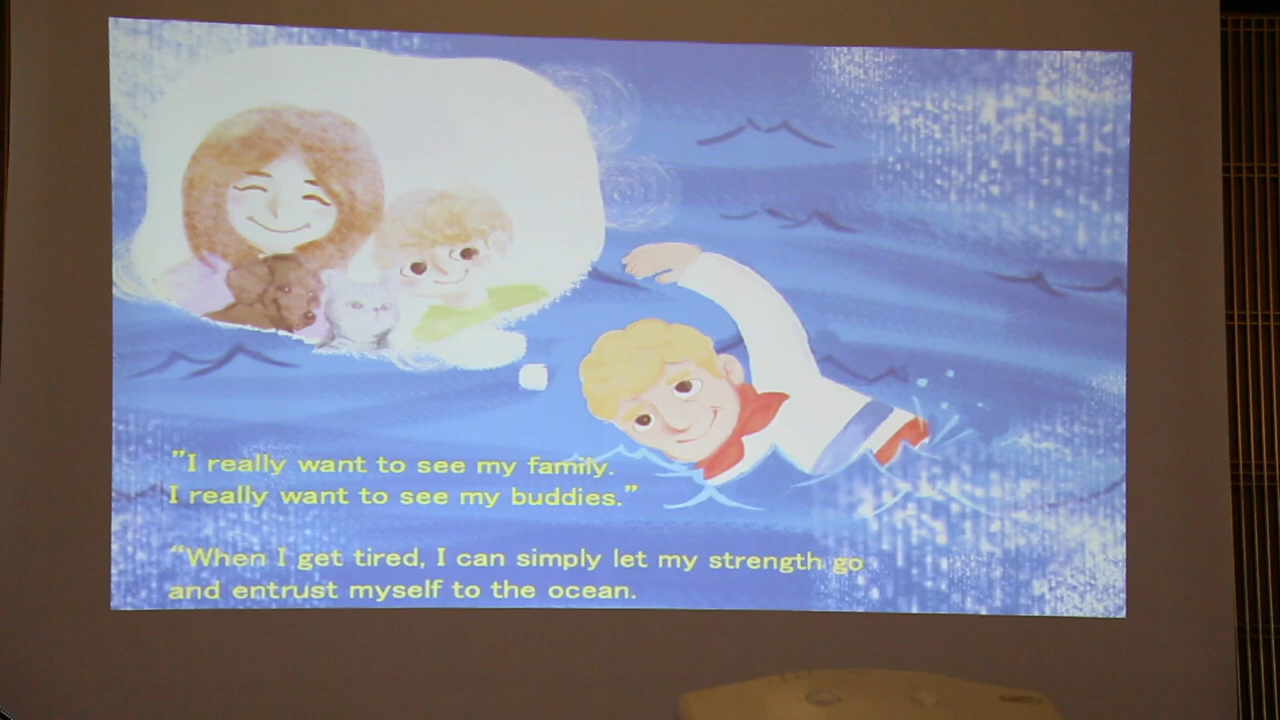 "I really want to see my family.
I really want to see my buddies."
"When I get tired, I can simply let my strength go
and entrust myself to the ocean.